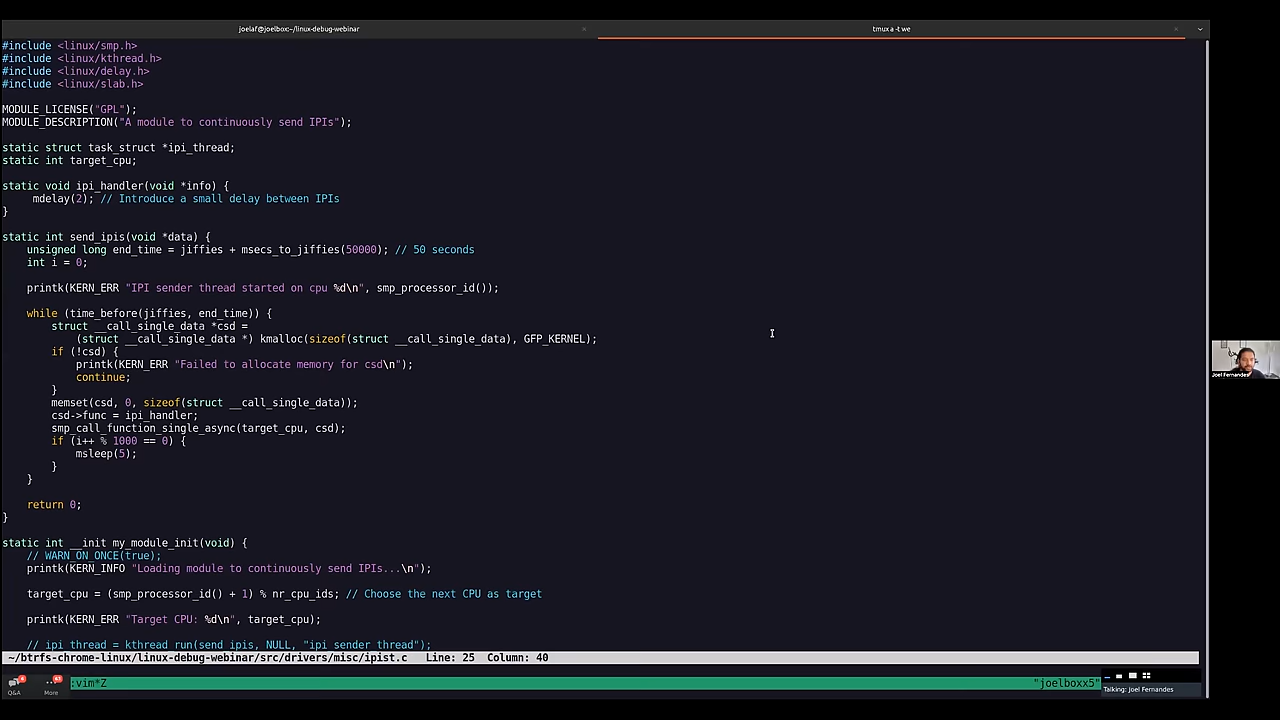 joelaf@joelbox:~/linux-debug-webinar
tmux a -t we
#include <linux/smp.h>
#include <linux/kthread.h>
#include <linux/delay.h>
#include <linux/slab.h>
MODULE_LICENSE("GPL");
MODULE_DESCRIPTION("A module to continuously send IPIs");
static struct task_struct *ipi_thread;
static int target_cpu;
static void ipi_handler(void *info) {
     mdelay(2); // Introduce a small delay between IPIs
}
static int send_ipis(void *data) {
    unsigned long end_time = jiffies + msecs_to_jiffies(50000); // 50 seconds
    int i = 0;
    printk(KERN_ERR "IPI sender thread started on cpu %d\n", smp_processor_id());
    while (time_before(jiffies, end_time)) {
        struct __call_single_data *csd =
            (struct __call_single_data *) kmalloc(sizeof(struct __call_single_data), GFP_KERNEL);
        if (!csd) {
            printk(KERN_ERR "Failed to allocate memory for csd\n");
            continue;
        }
        memset(csd, 0, sizeof(struct __call_single_data));
        csd->func = ipi_handler;
        smp_call_function_single_async(target_cpu, csd);
        if (i++ % 1000 == 0) {
            msleep(5);
        }
    }
    return 0;
}
static int __init my_module_init(void) {
    // WARN_ON_ONCE(true);
    printk(KERN_INFO "Loading module to continuously send IPIs...\n");
    target_cpu = (smp_processor_id() + 1) % nr_cpu_ids; // Choose the next CPU as target
    printk(KERN_ERR "Target CPU: %d\n", target_cpu);
    // ipi_thread = kthread_run(send_ipis, NULL, "ipi_sender_thread");
~/btrfs-chrome-linux/linux-debug-webinar/src/drivers/misc/ipist.c   Line: 25  Column: 40
:vim*Z
"joelboxx5"
Q&A
More
Talking: Joel Fernandes
Joel Fernandes